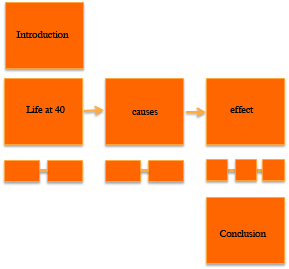 Introduction
Life at 40
causes
effect
Conclusion